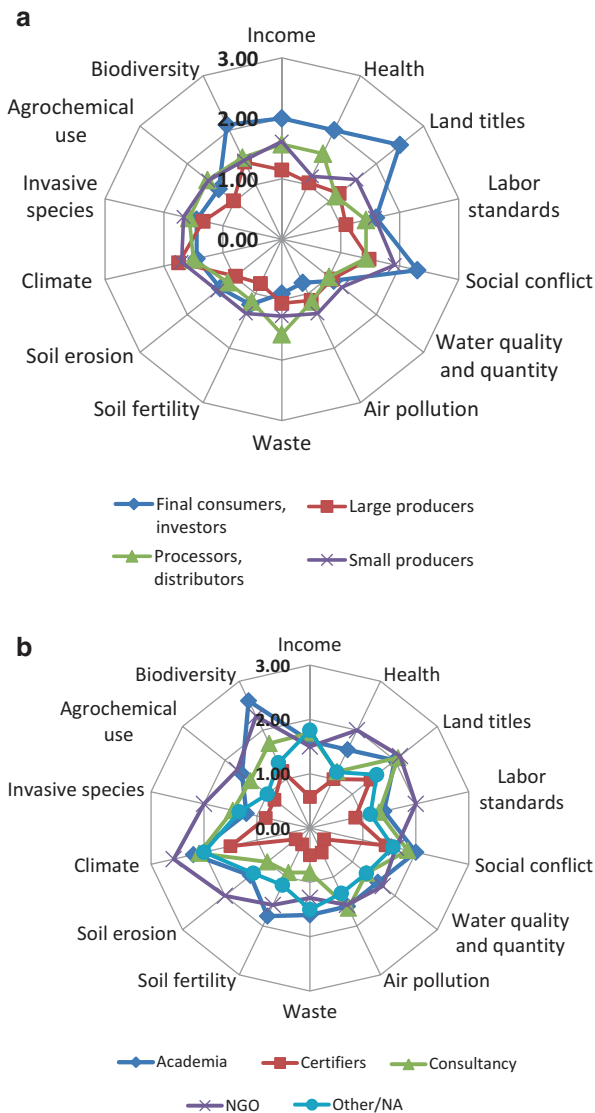 a
Income
3.00
Biodiversity
Health
Agrochemical
use
2.00
Land titles
Invasive
species
1.00
Labor
standards
0.00
Climate
Social conflict
Soil erosion
Water quality
and quantity
Soil fertility
Air pollution
Waste
Final consumers,
investors
Large producers
Processors,
distributors
Small producers
b
Income
3.00
Biodiversity
Health
Agrochemical
use
2.00
Land titles
Invasive species
1.00
Labor
standards
0.00
Climate
Social conflict
Soil erosion
Water quality
and quantity
Soil fertility
Air pollution
Waste
Academia
Certifiers
Consultancy
NGO
Other/NA